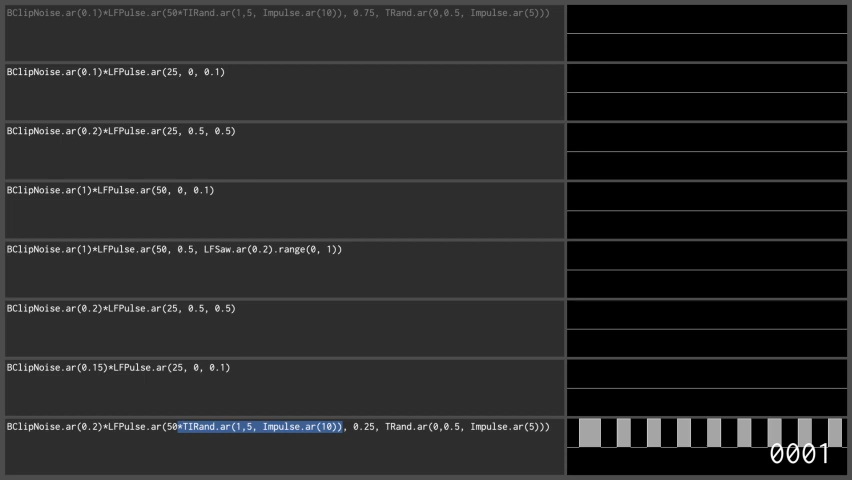 BClipNoise.ar(0.1)*LFPulse.ar(50*TIRand.ar(1,5, Impulse.ar(10)), 0.75, TRand.ar(0,0.5, Impulse.ar(5)))
BClipNoise.ar(0.1)*LFPulse.ar(25, 0, 0.1)
BClipNoise.ar(0.2)*LFPulse.ar(25, 0.5, 0.5)
BClipNoise.ar(1)*LFPulse.ar(50, 0, 0.1)
BClipNoise.ar(1)*LFPulse.ar(50, 0.5, LFSaw.ar(0.2).range(0, 1))
BClipNoise.ar(0.2)*LFPulse.ar(25, 0.5, 0.5)
BClipNoise.ar(0.15)*LFPulse.ar(25, 0, 0.1)
BClipNoise.ar(0.2)*LFPulse.ar(50*TIRand.ar(1,5, Impulse.ar(10)), 0.25, TRand.ar(0,0.5, Impulse.ar(5)))
0001